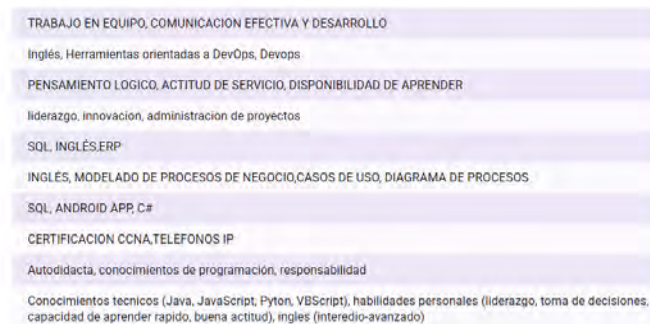 TRABAJO EN EQUIPO, COMUNICACION EFECTIVA Y DESARROLLO
Inglés, Herramientas orientadas a DevOps, Devops
PENSAMIENTO LOGICO, ACTITUD DE SERVICIO, DISPONIBILIDAD DE APRENDER
liderazgo, innovacion, administracion de proyectos
SQL, INGLÉS,ERP
INGLÉS, MODELADO DE PROCESOS DE NEGOCIO,CASOS DE USO, DIAGRAMA DE PROCESOS
SQL, ANDROID APP, C#
CERTIFICACION CCNA,TELEFONOS IP
Autodidacta, conocimientos de programación, responsabilidad
Conocimientos tecnicos (Java, JavaScript, Pyton, VBScript), habilidades personales (liderazgo, toma de decisiones,
capacidad de aprender rapido, buena actitud), ingles (interedio-avanzado)